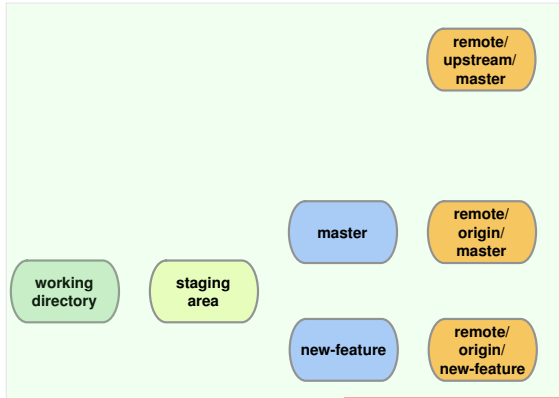 remote/
upstream/
master
master
remote/
origin/
master
working
directory
staging
area
new-feature
remote/
origin/
new-feature